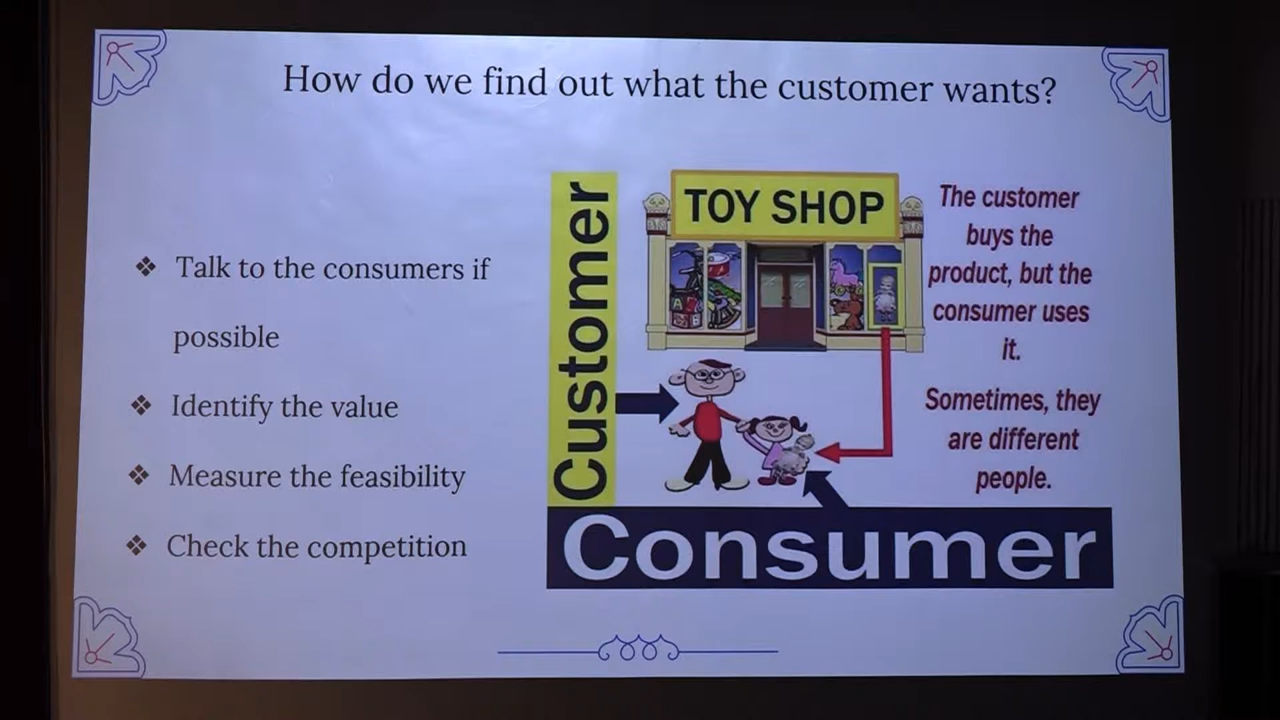 How do we find out what the customer wants?
❖ Talk to the consumers if
possible
❖ Identify the value
❖ Measure the feasibility
❖ Check the competition
Customer
TOY SHOP
The customer
buys the
product, but the
consumer uses
it.
Sometimes, they
are different
people.
Consumer